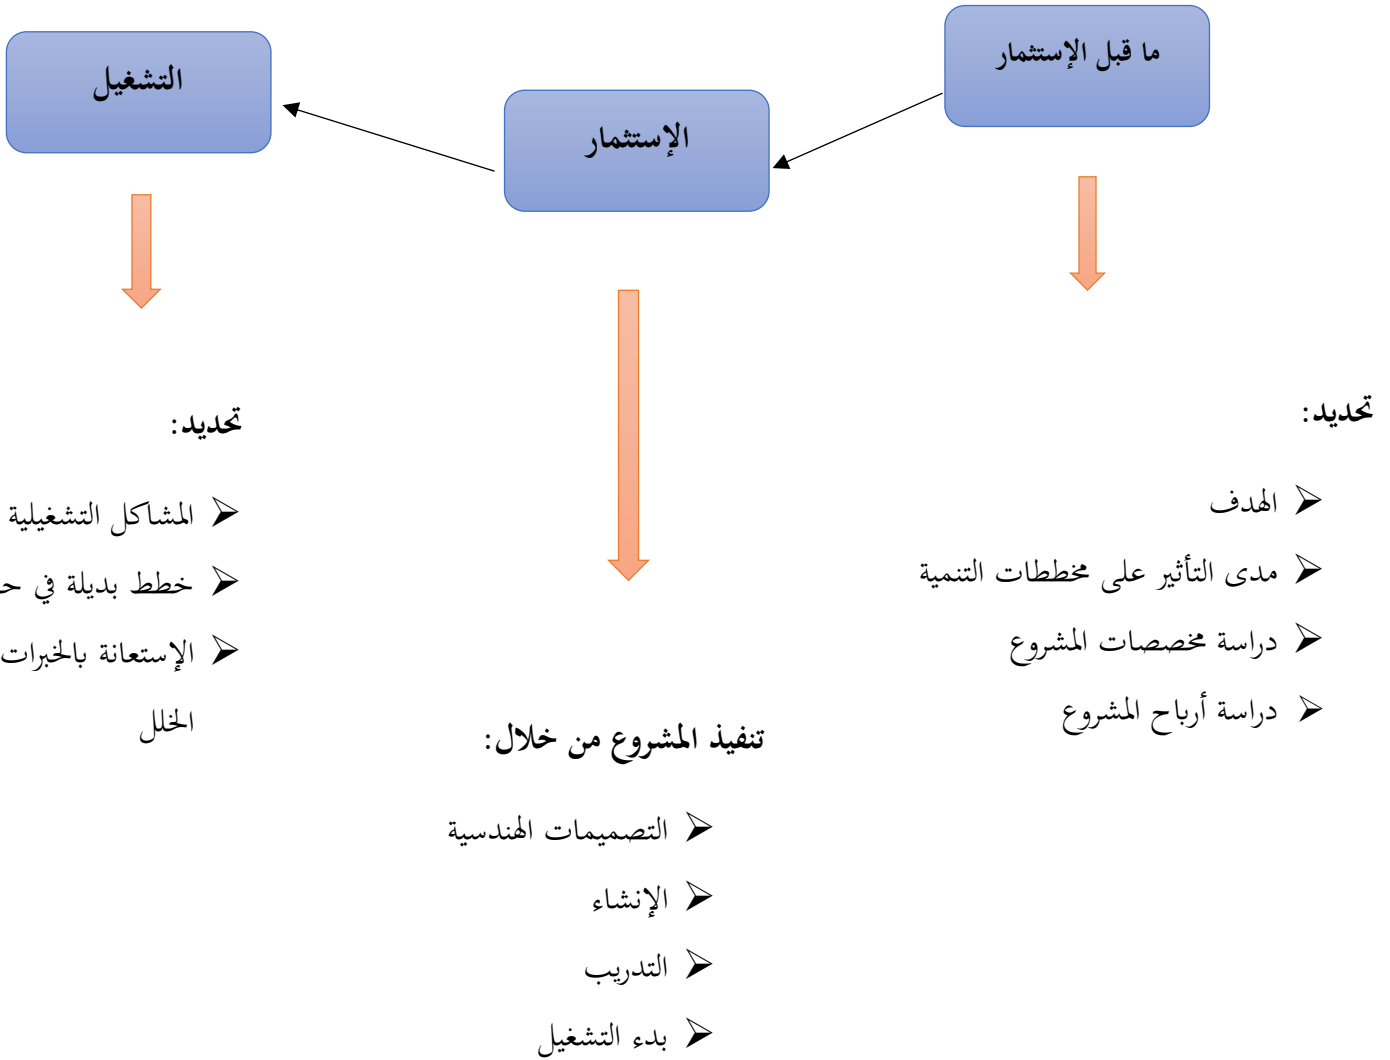 ما قبل الإستثمار
الإستثمار
التشغيل
تحديد:
الهدف
مدى التأثير على مخططات التنمية
دراسة مخصصات المشروع
دراسة أرباح المشروع
تنفيذ المشروع من خلال:
التصميمات الهندسية
الإنشاء
التدريب
بدء التشغيل
تحديد:
المشاكل التشغيلية
خطط بديلة في
الإستعانة بالخبرات
الخلل